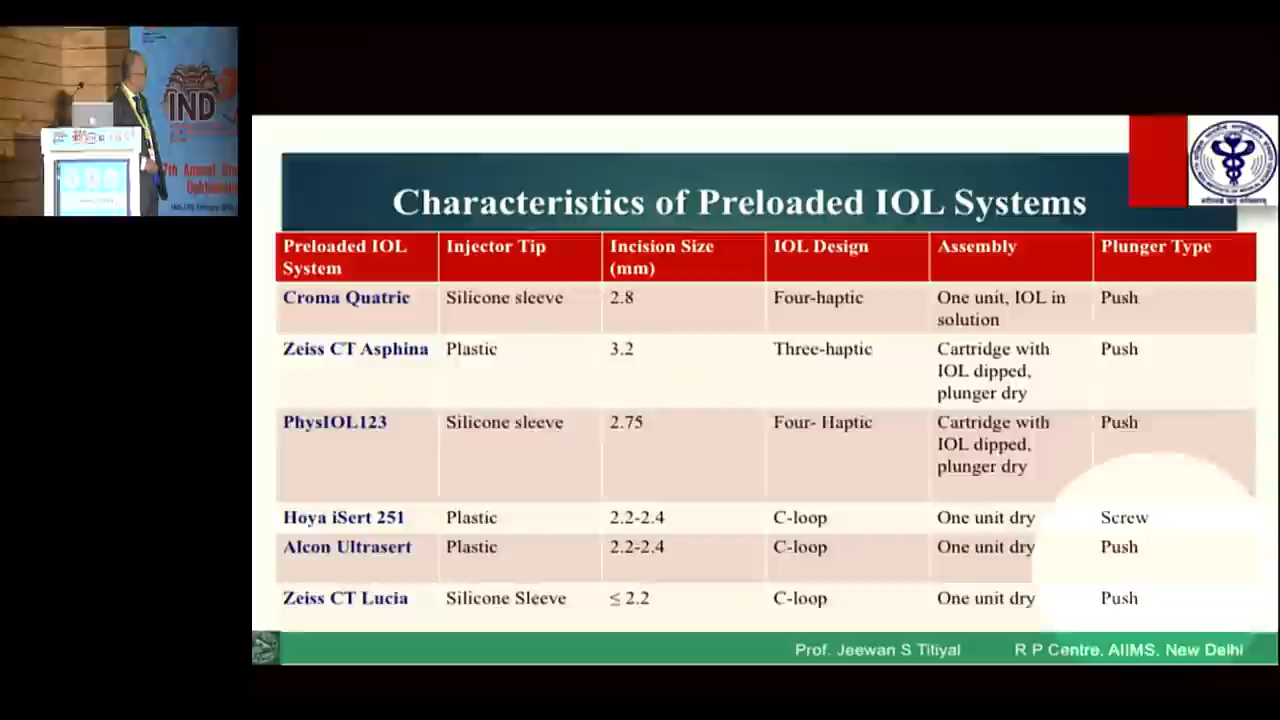 IND
7th Annual
Ophthalm
Characteristics of Preloaded IOL Systems
Preloaded IOL System
Injector Tip
Incision Size (mm)
IOL Design
Assembly
Plunger Type
Croma Quatric
Silicone sleeve
2.8
Four-haptic
One unit, IOL in
solution
Push
Zeiss CT Asphina
Plastic
3.2
Three-haptic
Cartridge with
IOL dipped,
plunger dry
Push
PhysIOL123
Silicone sleeve
2.75
Four- Haptic
Cartridge with
IOL dipped,
plunger dry
Push
Hoya iSert 251
Plastic
2.2-2.4
C-loop
One unit dry
Screw
Alcon Ultrasert
Plastic
2.2-2.4
C-loop
One unit dry
Push
Zeiss CT Lucia
Silicone Sleeve
≤ 2.2
C-loop
One unit dry
Push
Prof. Jeewan S Titiyal
R P Centre, AIIMS, New Delhi